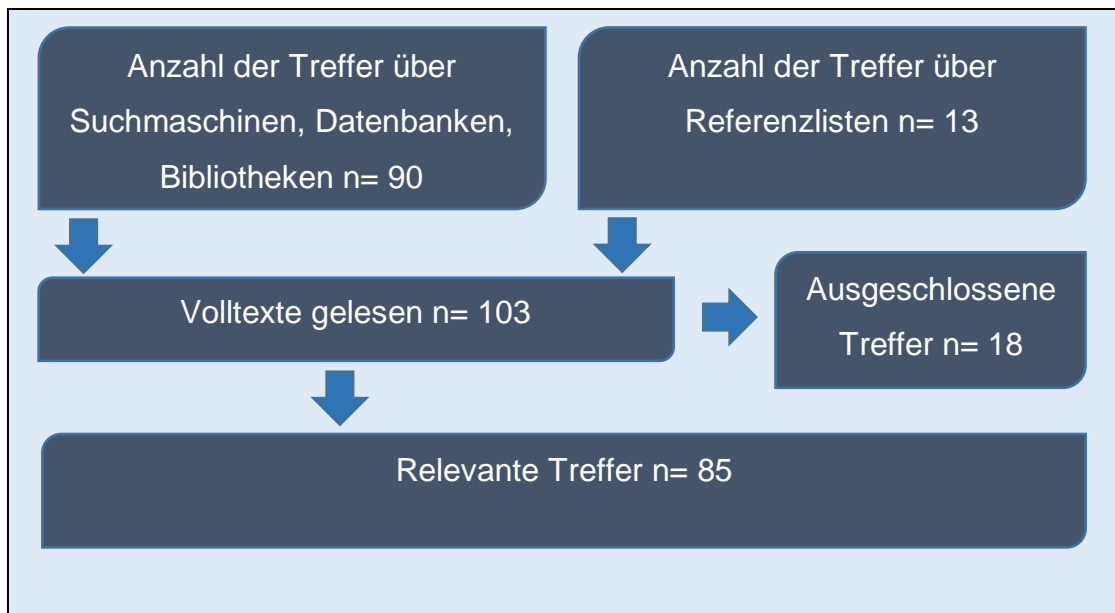 Anzahl der Treffer über
Suchmaschinen, Datenbanken,
Bibliotheken n= 90
Anzahl der Treffer über
Referenzlisten n= 13
Volltexte gelesen n= 103
Ausgeschlossene
Treffer n= 18
Relevante Treffer n= 85